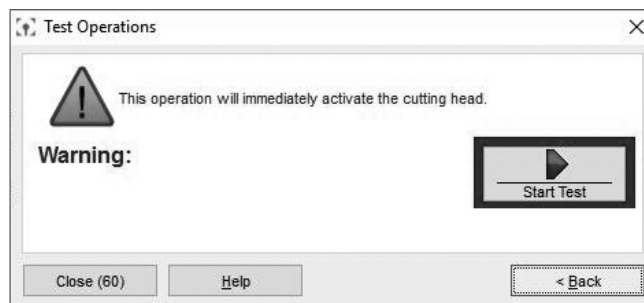 Test Operations
This operation will immediately activate the cutting head.
Warning:
Start Test
Close (60)
Help
< Back